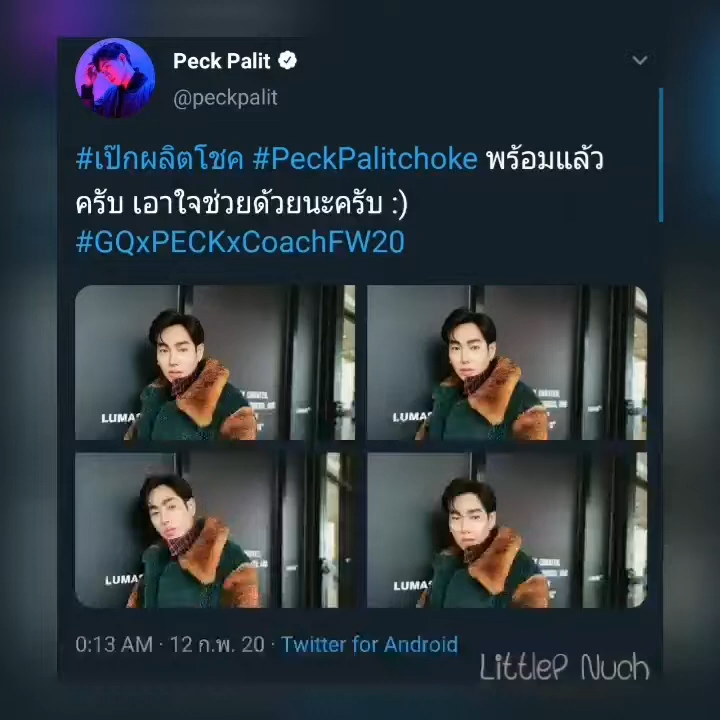 Peck Palit
@peckpalit
#เป๊กผลิตโชค #PeckPalitchoke พร้อมแล้ว
ครับ เอาใจช่วยด้วยนะครับ :)
#GQxPECKxCoachFW20
LUMA
LUMA
LUMA
LUMA
0:13 AM · 12 ก.พ. 20 · Twitter for Android
LittleP Nuch